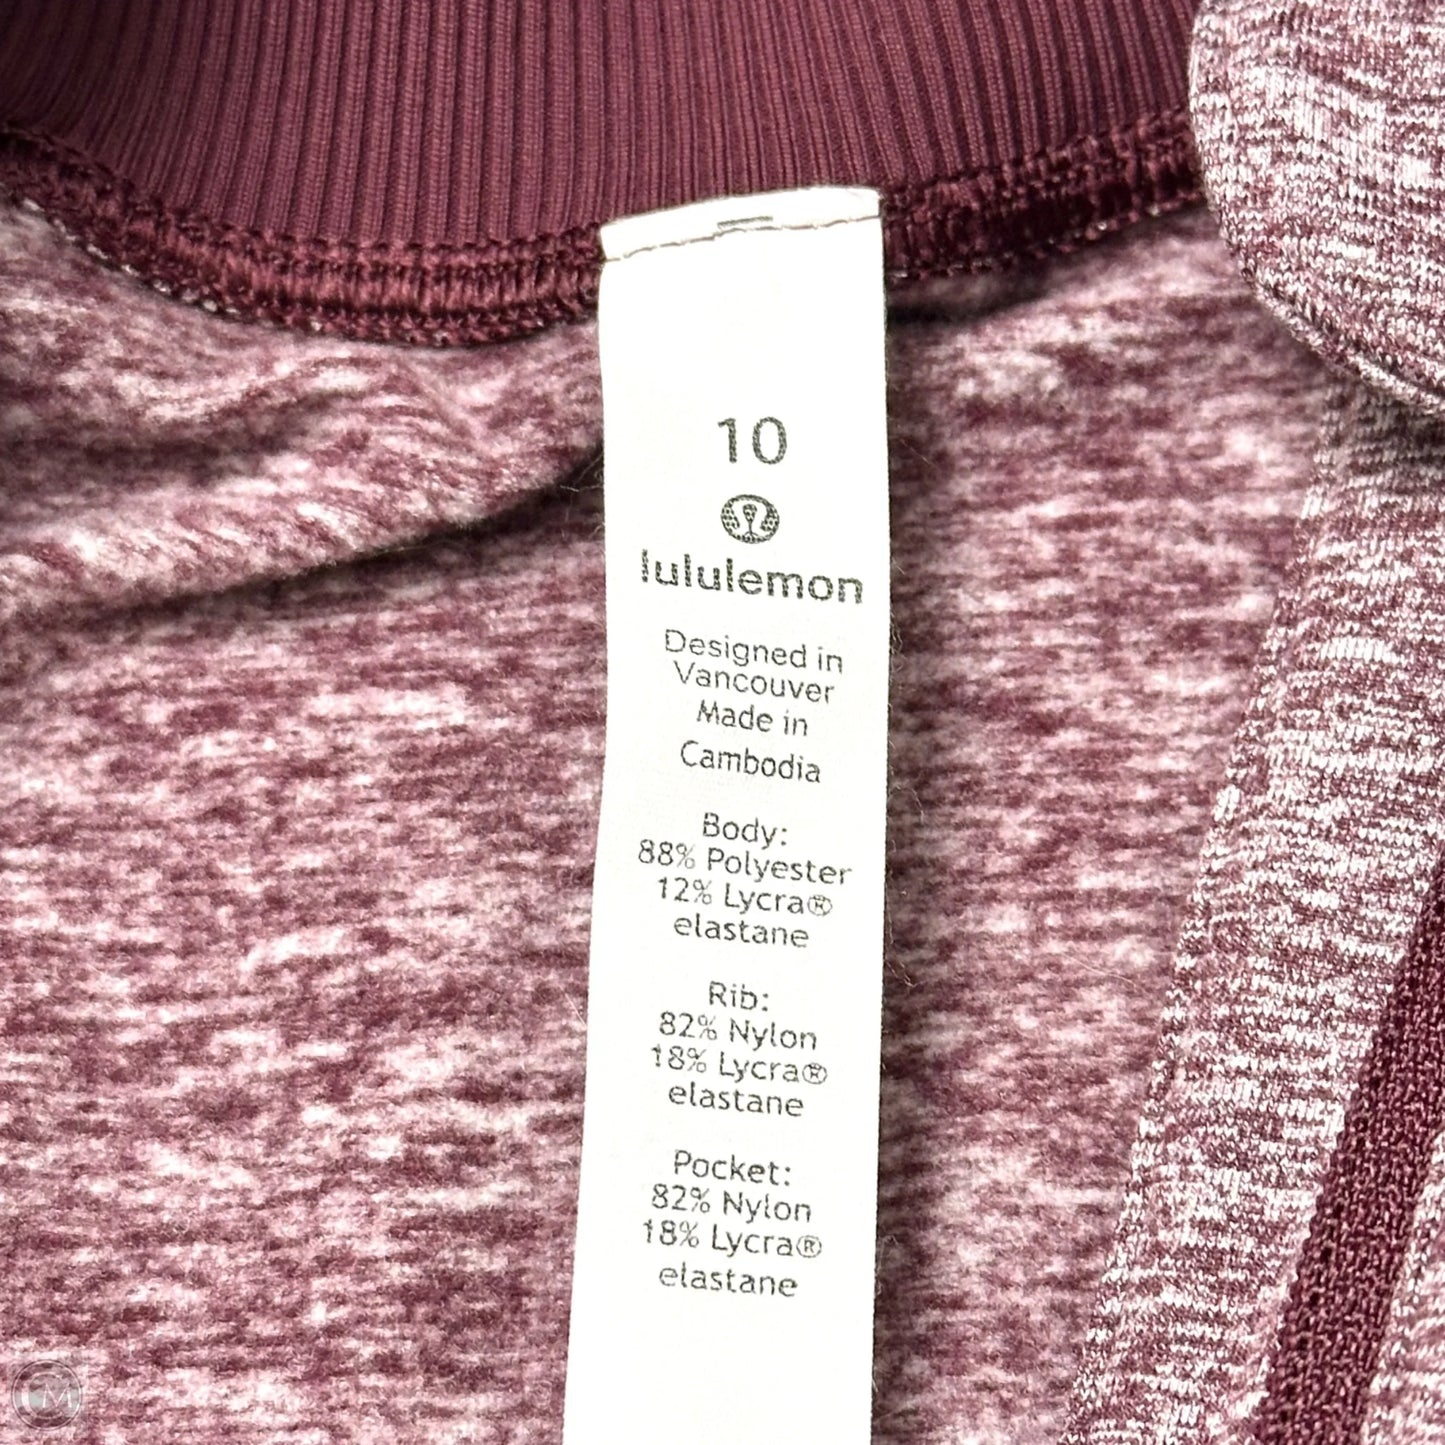 10
lululemon
Designed in
Vancouver
Made in
Cambodia
Body:
88% Polyester
12% Lycra®
elastane
Rib:
82% Nylon
18% Lycra®
elastane
Pocket:
82% Nylon
18% Lycra®
elastane
CM